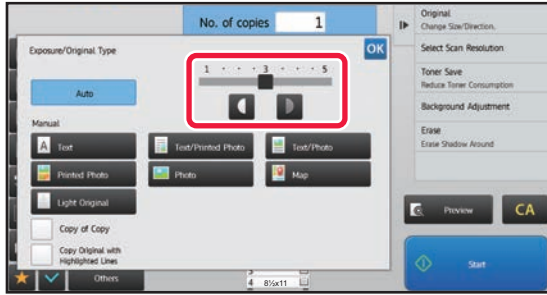 No. of copies 1
Exposure/Original Type
OK
1 · · · 3 · · · 5
Auto
Manual
A Text
Text/Printed Photo
Text/Photo
Printed Photo
Photo
Map
Light Original
Copy of Copy
Copy Original with
Highlighted Lines
Others
4 8½x11
Original
Change Size/Direction.
Select Scan Resolution
Toner Save
Reduce Toner Consumption
Background Adjustment
Erase
Erase Shadow Around
Preview
CA
Start